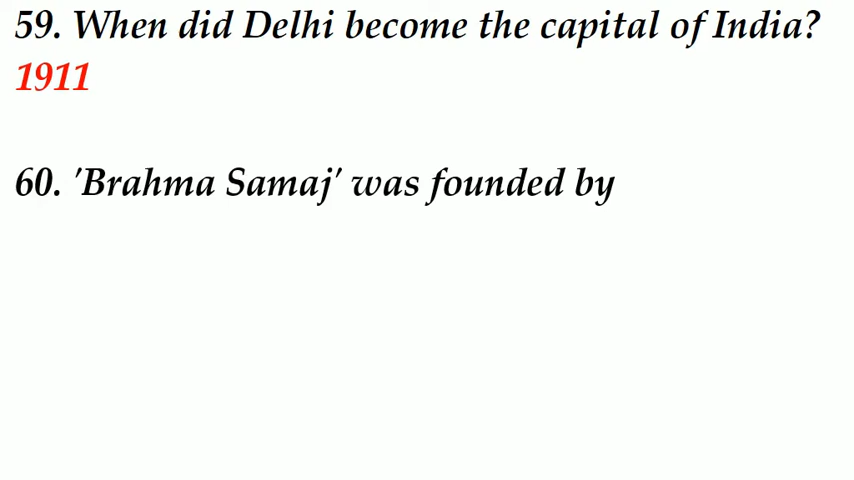 59. When did Delhi become the capital of India?
1911
60. 'Brahma Samaj' was founded by